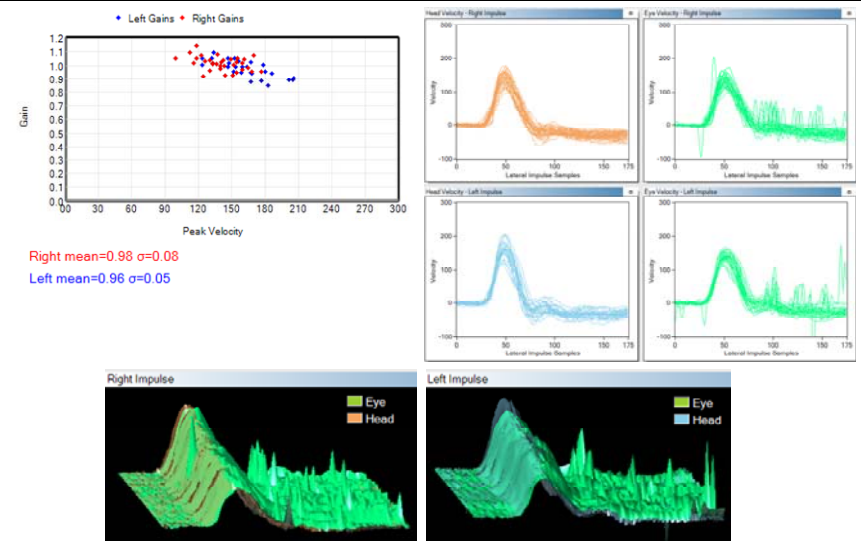 Left Gains Right Gains
1.2
1.1
1.0
0.9
0.8
0.7
0.6
0.5
0.4
0.3
0.2
0.1
0.0
00 30 60 90 120 150 180 210 240 270 300
Gain
Peak Velocity
Right mean=0.98 σ=0.08
Left mean=0.96 σ=0.05
Head Velocity - Right Impulse
300
200
100
0
-100
0 50 100 150 175
Velocity
Lateral Impulse Samples
Eye Velocity - Right Impulse
300
200
100
0
-100
0 50 100 150 175
Velocity
Lateral Impulse Samples
Head Velocity - Left Impulse
300
200
100
0
-100
0 50 100 150 175
Velocity
Lateral Impulse Samples
Eye Velocity - Left Impulse
300
200
100
0
-100
0 50 100 150 175
Velocity
Lateral Impulse Samples
Right Impulse
Eye
Head
Left Impulse
Eye
Head